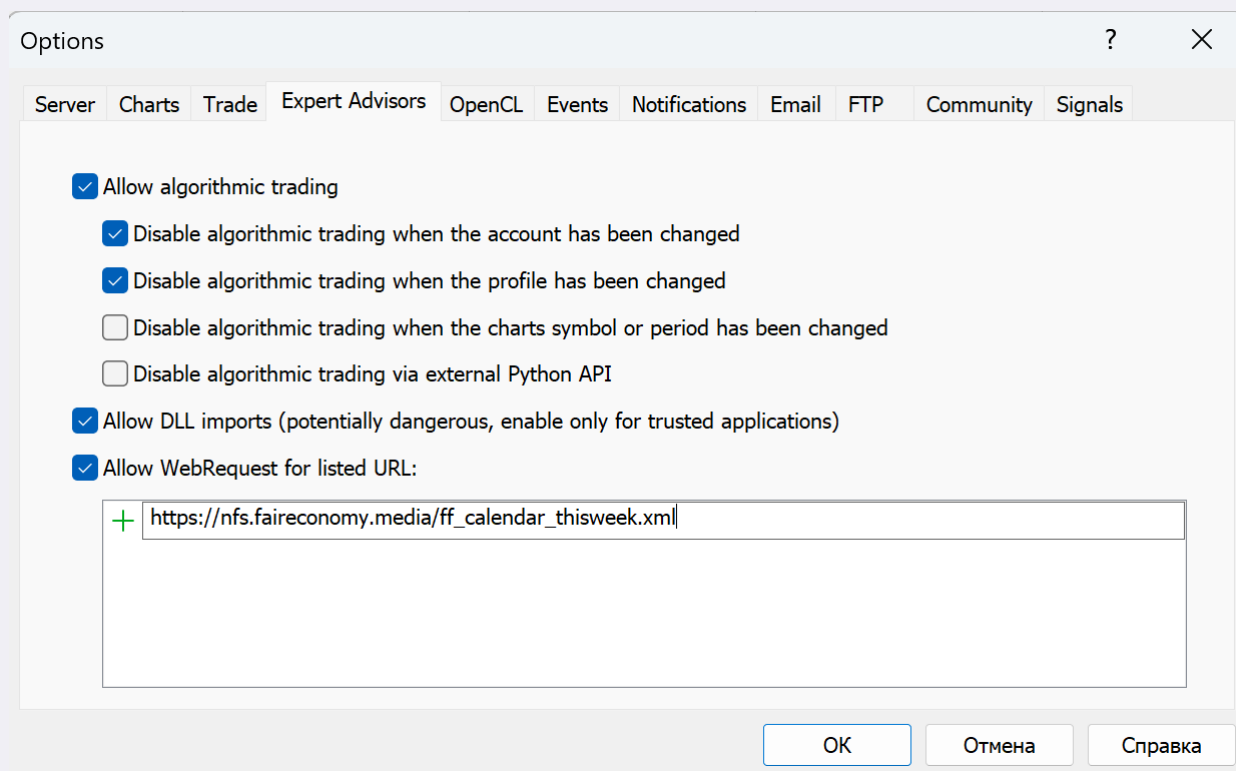 Options
Server Charts Trade Expert Advisors OpenCL Events Notifications Email FTP Community Signals
Allow algorithmic trading
Disable algorithmic trading when the account has been changed
Disable algorithmic trading when the profile has been changed
Disable algorithmic trading when the charts symbol or period has been changed
Disable algorithmic trading via external Python API
Allow DLL imports (potentially dangerous, enable only for trusted applications)
Allow WebRequest for listed URL:
https://nfs.faireconomy.media/ff_calendar_thisweek.xml
ОК Отмена Справка